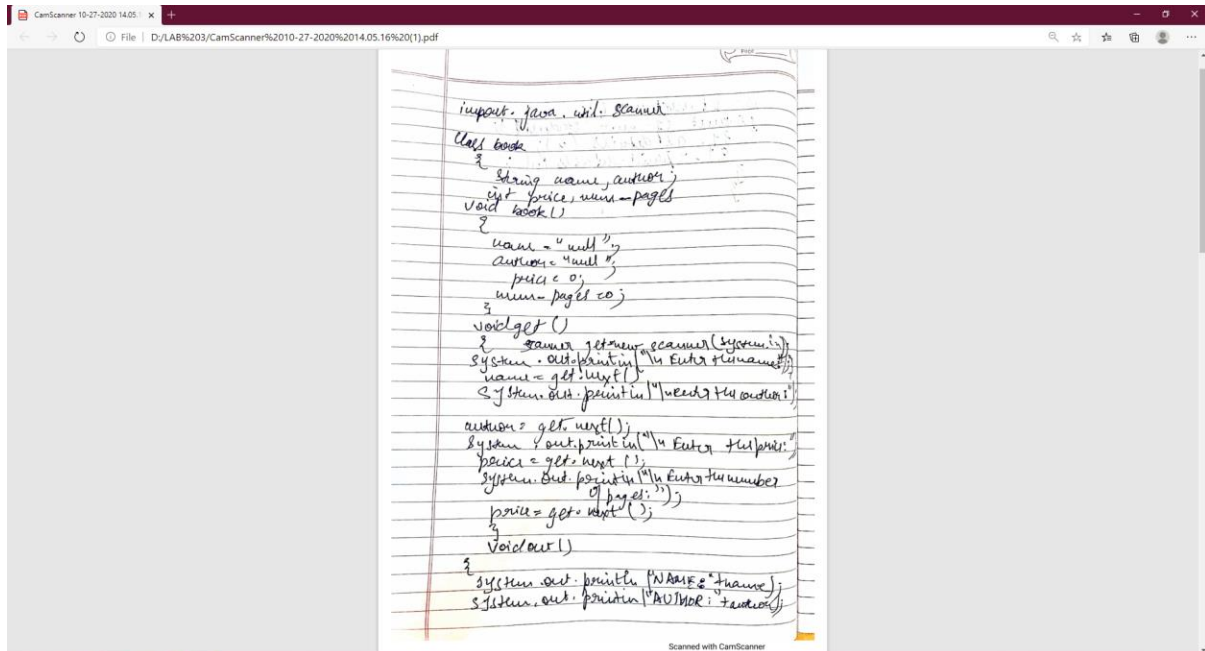 CamScanner 10-27-2020 14.05.1
File | D:/LAB%203/CamScanner%2010-27-2020%2014.05.16%20(1).pdf
import. java. util. scanner
class book
{
String name, author;
int price, num-pages
void book()
{
name = "null";
author = "null";
price = 0;
num-pages =0;
}
void get ()
{ scanner get=new scanner(system.in);
system.out.println("\n Enter the name:");
name = get.next()
system.out.println("\n enter the author:")
author = get.next();
system.out.println("\n Enter the price:"
price = get.next ();
system.out.println("\n Enter the number
of pages:");
price = get.next ();
}
void out()
{
system.out.println ("NAME:"+name);
system.out.println ("AUTHOR:"+author);
Scanned with CamScanner